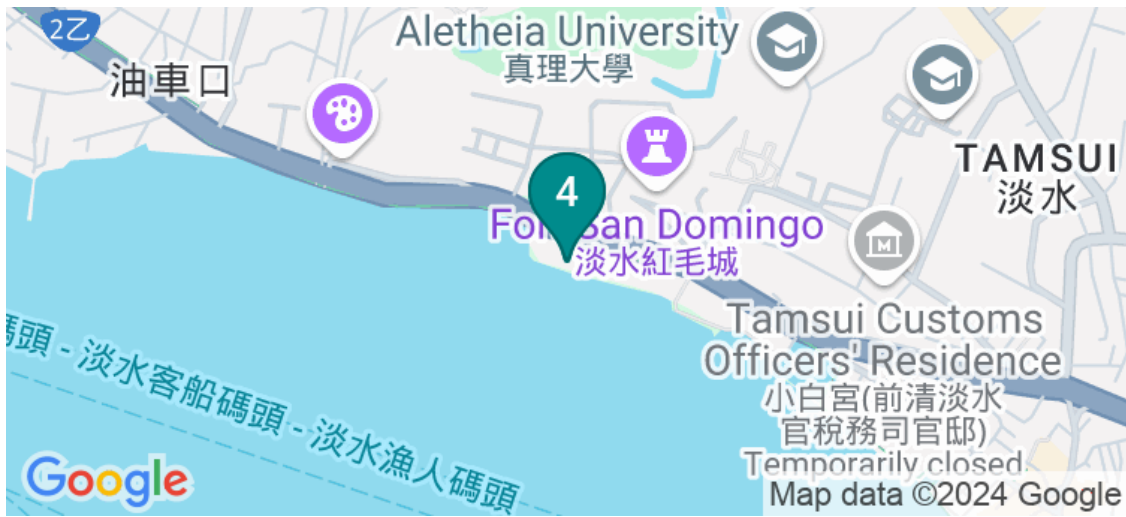 2乙
Aletheia University
真理大學
油車口
TAMSUI
淡水
4
San Domingo
淡水紅毛城
Tamsui Customs
Officers' Residence
小白宮(前清淡水
官稅務司官邸)
Temporarily closed
碼頭 - 淡水客船碼頭 - 淡水漁人碼頭
M
Google
Map data ©2024 Google